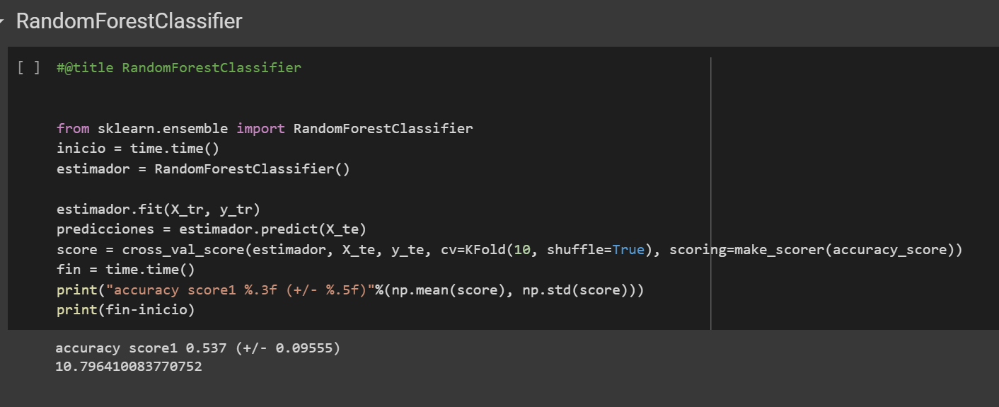 RandomForestClassifier
[ ] #@title RandomForestClassifier
from sklearn.ensemble import RandomForestClassifier
inicio = time.time()
estimador = RandomForestClassifier()
estimador.fit(X_tr, y_tr)
predicciones = estimador.predict(X_te)
score = cross_val_score(estimador, X_te, y_te, cv=KFold(10, shuffle=True), scoring=make_scorer(accuracy_score))
fin = time.time()
print("accuracy score1 %.3f (+/- %.5f)"%(np.mean(score), np.std(score)))
print(fin-inicio)
accuracy score1 0.537 (+/- 0.09555)
10.796410083770752